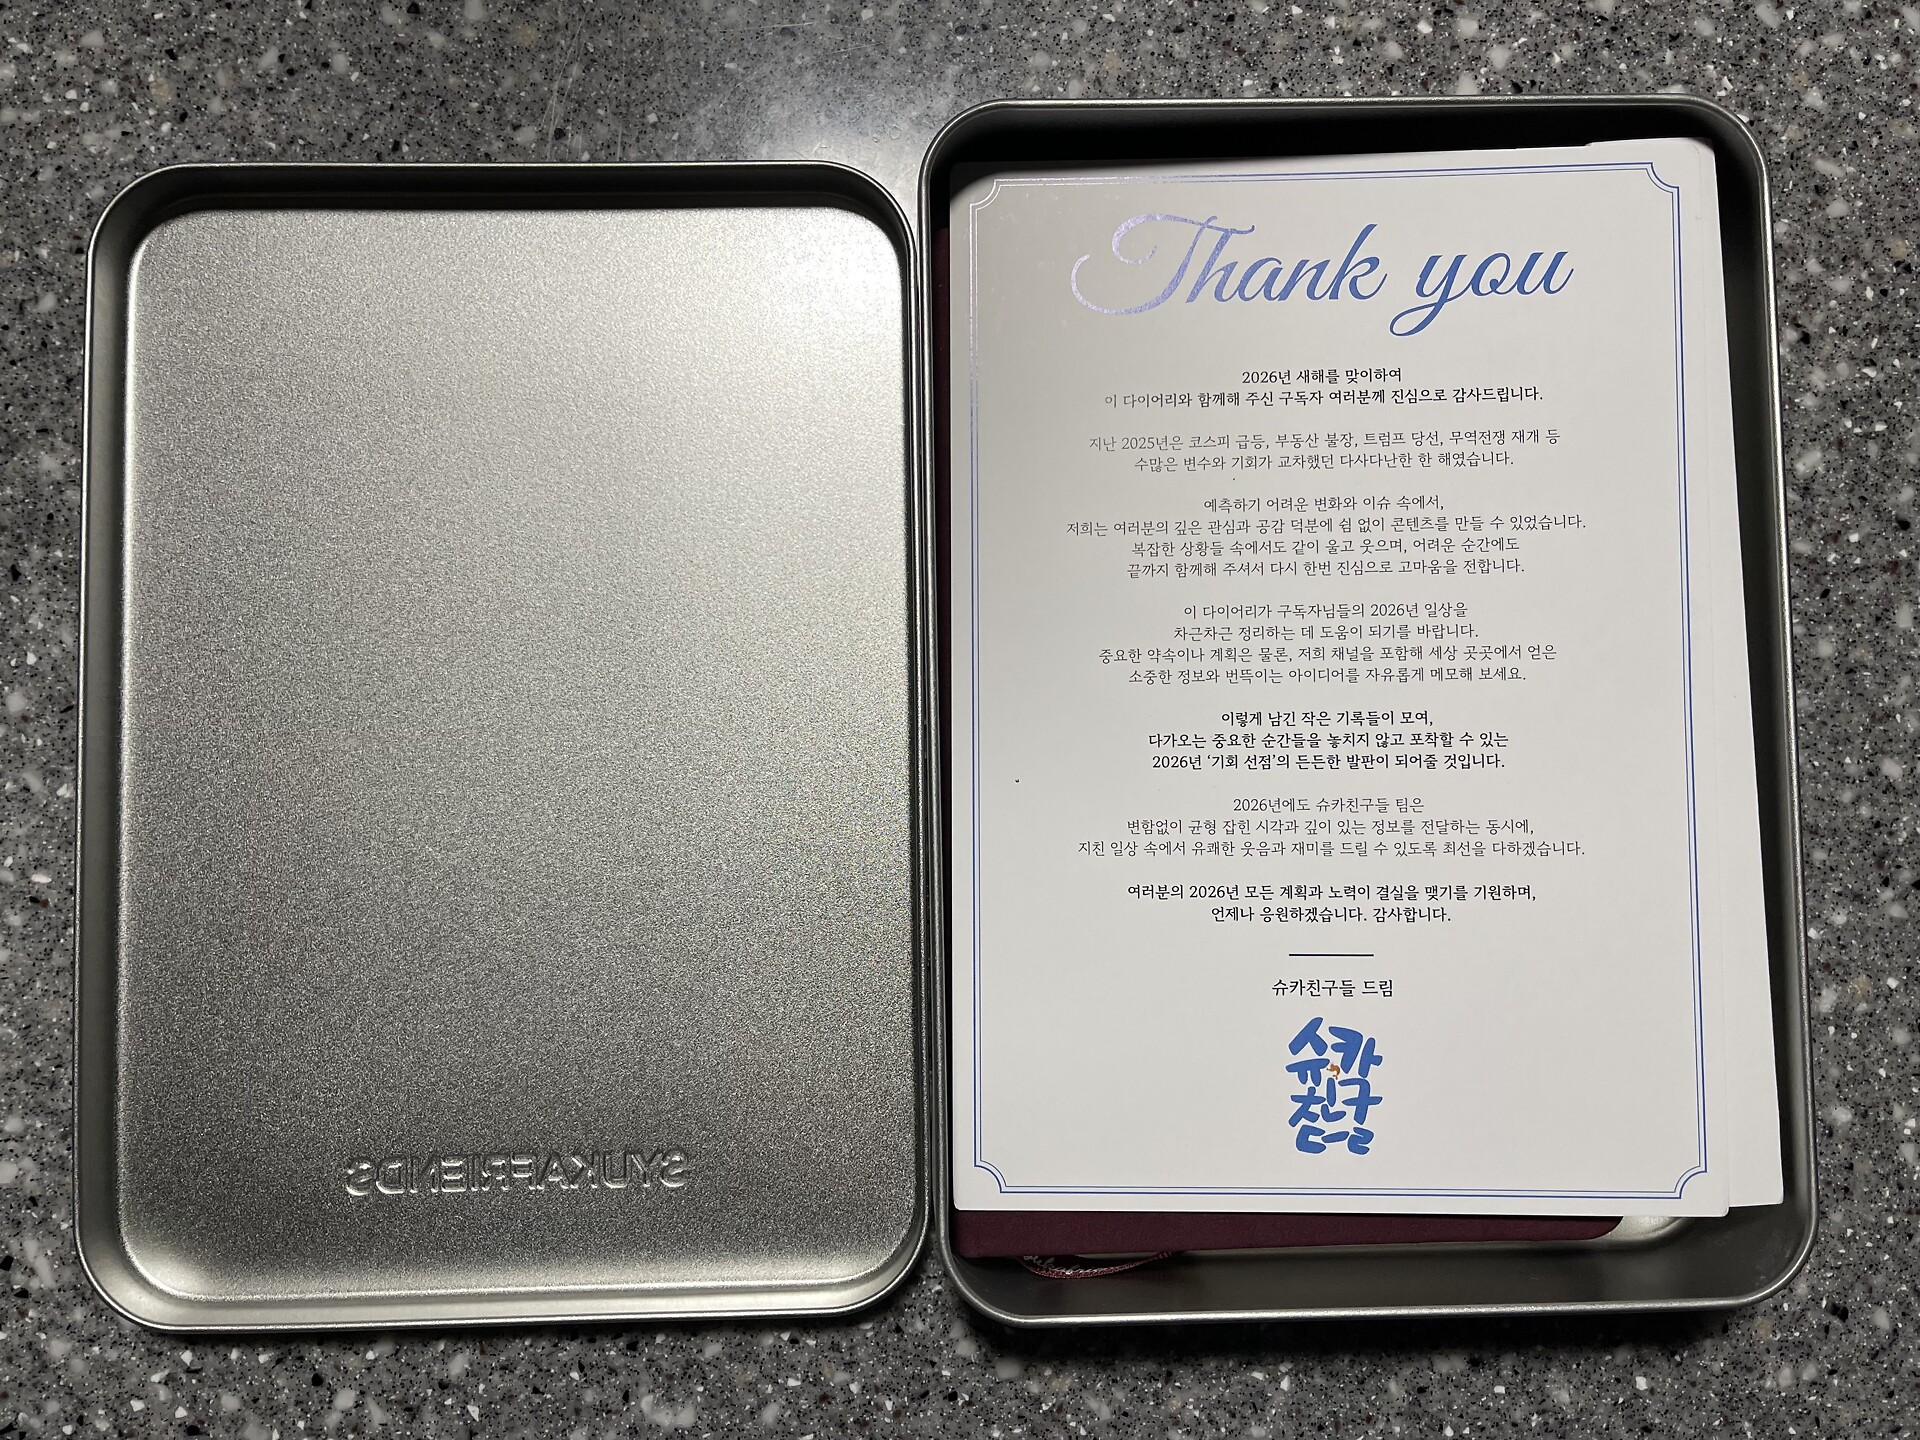 SYUKAFRIENDS
Thank you
2026년 새해를 맞이하여
이 다이어리와 함께해 주신 구독자 여러분께 진심으로 감사드립니다.
지난 2025년은 코스피 급등, 부동산 불장, 트럼프 당선, 무역전쟁 재개 등
수많은 변수와 기회가 교차했던 다사다난한 한 해였습니다.
예측하기 어려운 변화와 이슈 속에서,
저희는 여러분의 깊은 관심과 공감 덕분에 쉼 없이 콘텐츠를 만들 수 있었습니다.
복잡한 상황들 속에서도 같이 울고 웃으며, 어려운 순간에도
끝까지 함께해 주셔서 다시 한번 진심으로 고마움을 전합니다.
이 다이어리가 구독자님들의 2026년 일상을
차근차근 정리하는 데 도움이 되기를 바랍니다.
중요한 약속이나 계획은 물론, 저희 채널을 포함해 세상 곳곳에서 얻은
소중한 정보와 번뜩이는 아이디어를 자유롭게 메모해 보세요.
이렇게 남긴 작은 기록들이 모여,
다가오는 중요한 순간들을 놓치지 않고 포착할 수 있는
2026년 ‘기회 선점’의 든든한 발판이 되어줄 것입니다.
2026년에도 슈카친구들 팀은
변함없이 균형 잡힌 시각과 깊이 있는 정보를 전달하는 동시에,
지친 일상 속에서 유쾌한 웃음과 재미를 드릴 수 있도록 최선을 다하겠습니다.
여러분의 2026년 모든 계획과 노력이 결실을 맺기를 기원하며,
언제나 응원하겠습니다. 감사합니다.
슈카친구들 드림
슈카
친구
들